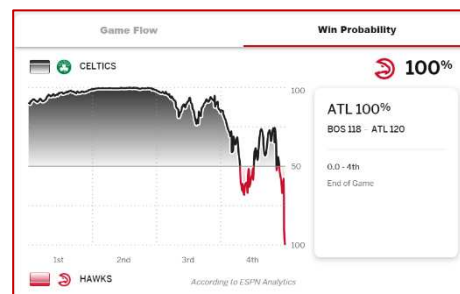 Game Flow
Win Probability
CELTICS
100%
100
50
100
1st
2nd
3rd
4th
HAWKS
According to ESPN Analytics
ATL 100%
BOS 118 · ATL 120
0.0 - 4th
End of Game